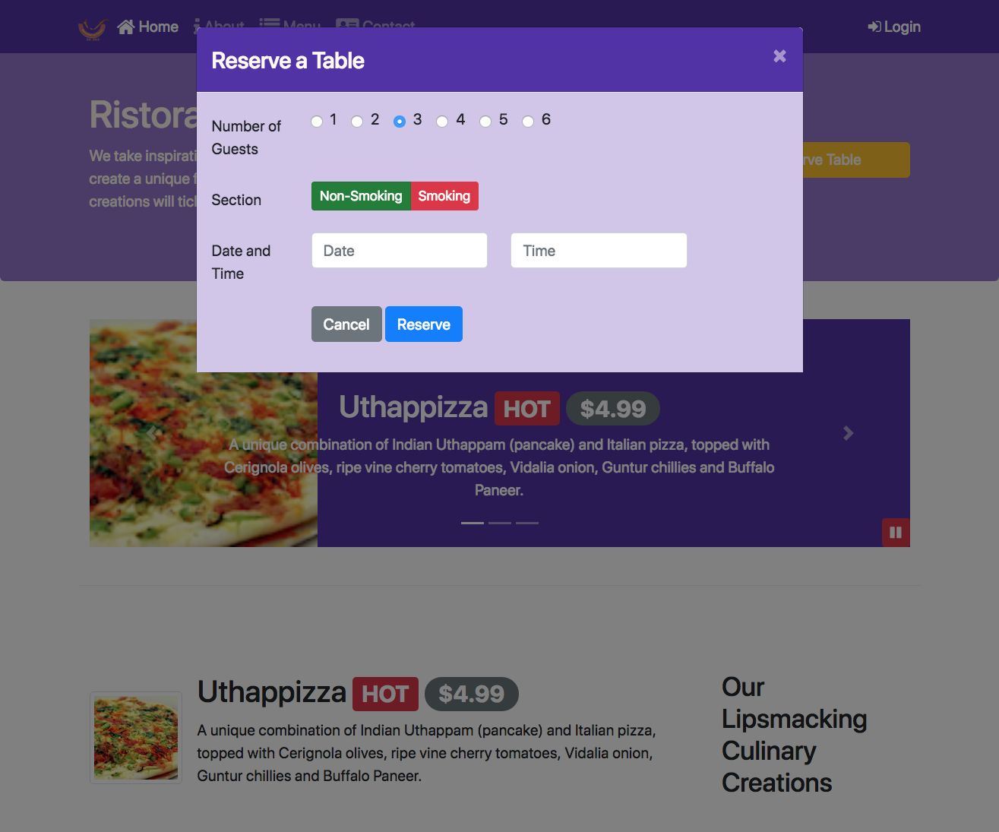 Home About Menu Contact Login
Reserve a Table ×
Ristora
We take inspirati
create a unique f
creations will tic
rve Table
Number of
Guests
1 2 3 4 5 6
Section
Non-Smoking Smoking
Date and
Time
Date Time
Cancel Reserve
Uthappizza HOT $4.99
A unique combination of Indian Uthappam (pancake) and Italian pizza, topped with
Cerignola olives, ripe vine cherry tomatoes, Vidalia onion, Guntur chillies and Buffalo
Paneer.
Uthappizza HOT $4.99
A unique combination of Indian Uthappam (pancake) and Italian pizza,
topped with Cerignola olives, ripe vine cherry tomatoes, Vidalia onion,
Guntur chillies and Buffalo Paneer.
Our
Lipsmacking
Culinary
Creations